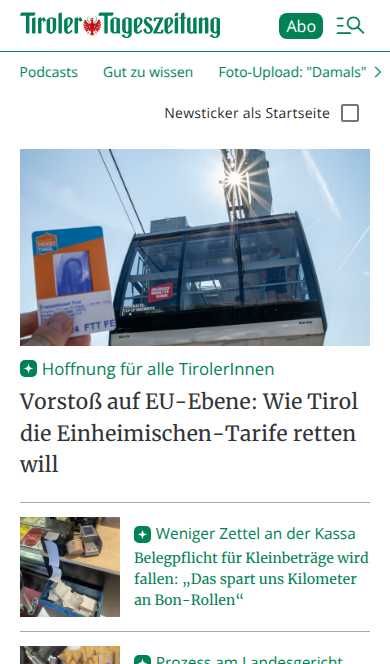 Tiroler Tageszeitung
Abo
Podcasts
Gut zu wissen
Foto-Upload: "Damals"
Newsticker als Startseite
Hoffnung für alle TirolerInnen
Vorstoß auf EU-Ebene: Wie Tirol
die Einheimischen-Tarife retten
will
Weniger Zettel an der Kassa
Belegpflicht für Kleinbeträge wird
fallen: „Das spart uns Kilometer
an Bon-Rollen“
Prozess am Landesgericht